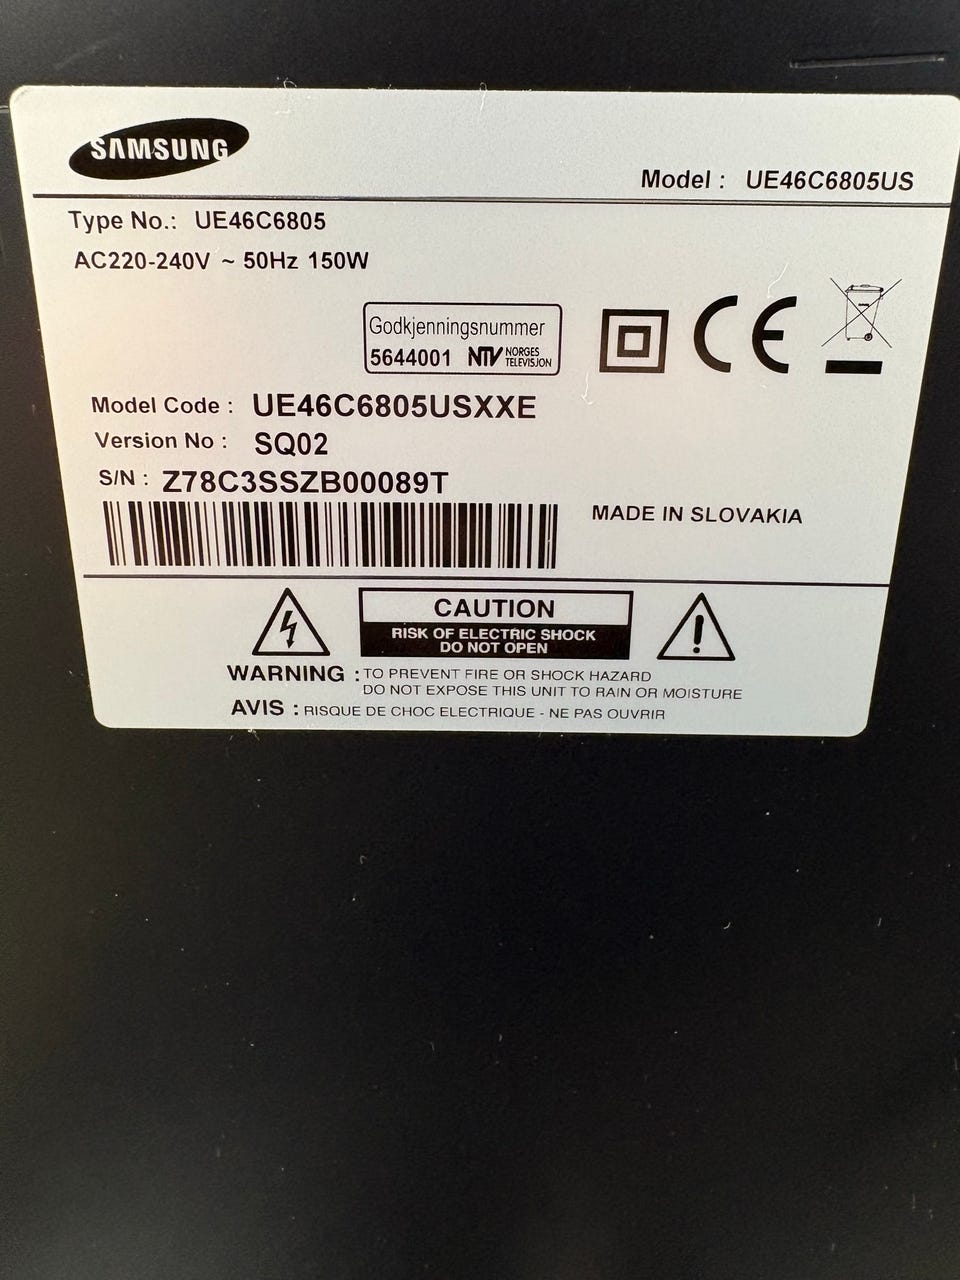 SAMSUNG
Model : UE46C6805US
Type No.: UE46C6805
AC220-240V ~ 50Hz 150W
Godkjenningsnummer
5644001 NTV NORGES TELEVISJON
CE
Model Code : UE46C6805USXXE
Version No : SQ02
S/N : Z78C3SSZB00089T
MADE IN SLOVAKIA
CAUTION
RISK OF ELECTRIC SHOCK
DO NOT OPEN
WARNING : TO PREVENT FIRE OR SHOCK HAZARD
DO NOT EXPOSE THIS UNIT TO RAIN OR MOISTURE
AVIS : RISQUE DE CHOC ELECTRIQUE - NE PAS OUVRIR